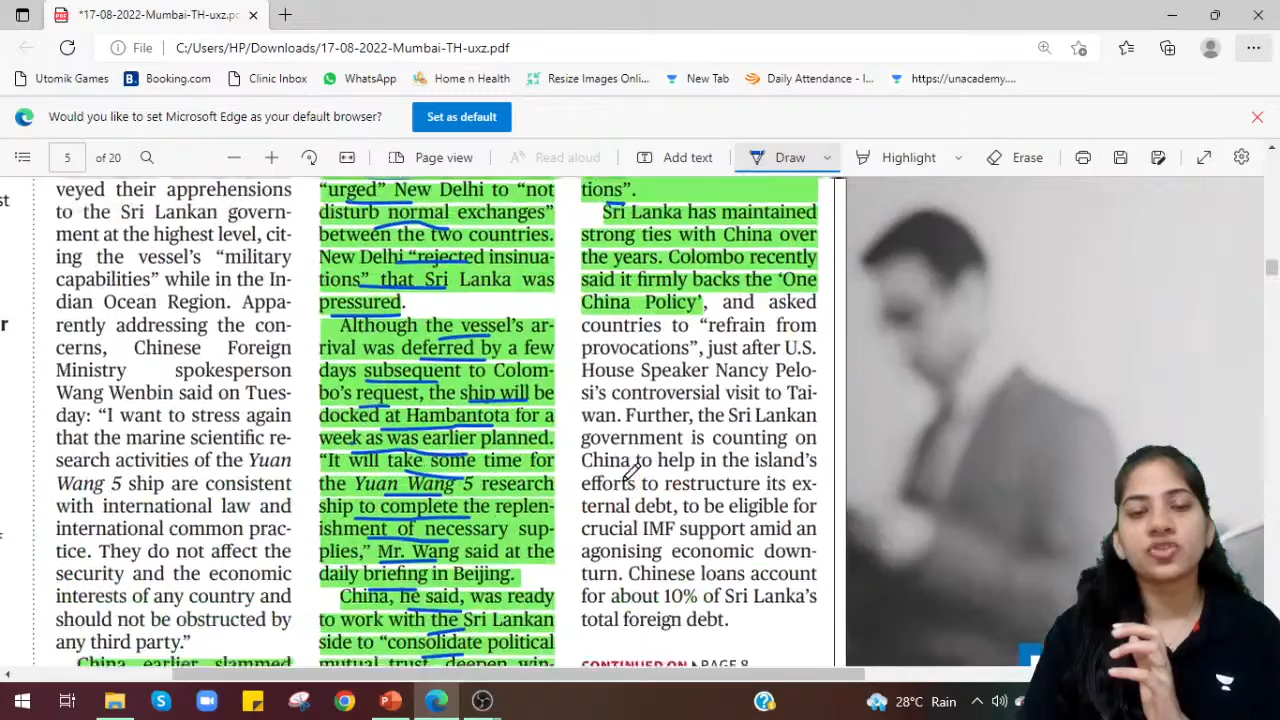 *17-08-2022-Mumbai-TH-uxz.pc
File
C:/Users/HP/Downloads/17-08-2022-Mumbai-TH-uxz.pdf
Utomik Games
Booking.com
Clinic Inbox
WhatsApp
Home n Health
Resize Images Onli...
New Tab
Daily Attendance - I...
https://unacademy....
Would you like to set Microsoft Edge as your default browser?
Set as default
5 of 20
Page view
Read aloud
Add text
Draw
Highlight
Erase
st
r
veyed their apprehensions
to the Sri Lankan govern-
ment at the highest level, cit-
ing the vessel's “military
capabilities” while in the In-
dian Ocean Region. Appa-
rently addressing the con-
cerns, Chinese Foreign
Ministry spokesperson
Wang Wenbin said on Tues-
day: “I want to stress again
that the marine scientific re-
search activities of the Yuan
Wang 5 ship are consistent
with international law and
international common prac-
tice. They do not affect the
security and the economic
interests of any country and
should not be obstructed by
any third party.”
China earlier slammed
“urged” New Delhi to “not
disturb normal exchanges”
between the two countries.
New Delhi “rejected insinua-
tions” that Sri Lanka was
pressured.
Although the vessel's ar-
rival was deferred by a few
days subsequent to Colom-
bo's request, the ship will be
docked at Hambantota for a
week as was earlier planned.
“It will take some time for
the Yuan Wang 5 research
ship to complete the replen-
ishment of necessary sup-
plies,” Mr. Wang said at the
daily briefing in Beijing.
China, he said, was ready
to work with the Sri Lankan
side to “consolidate political
mutual trust, deepen win-
tions”.
Sri Lanka has maintained
strong ties with China over
the years. Colombo recently
said it firmly backs the ‘One
China Policy’, and asked
countries to “refrain from
provocations”, just after U.S.
House Speaker Nancy Pelo-
si's controversial visit to Tai-
wan. Further, the Sri Lankan
government is counting on
China to help in the island's
efforts to restructure its ex-
ternal debt, to be eligible for
crucial IMF support amid an
agonising economic down-
turn. Chinese loans account
for about 10% of Sri Lanka's
total foreign debt.
CONTINUED ON PAGE 8
28°C Rain